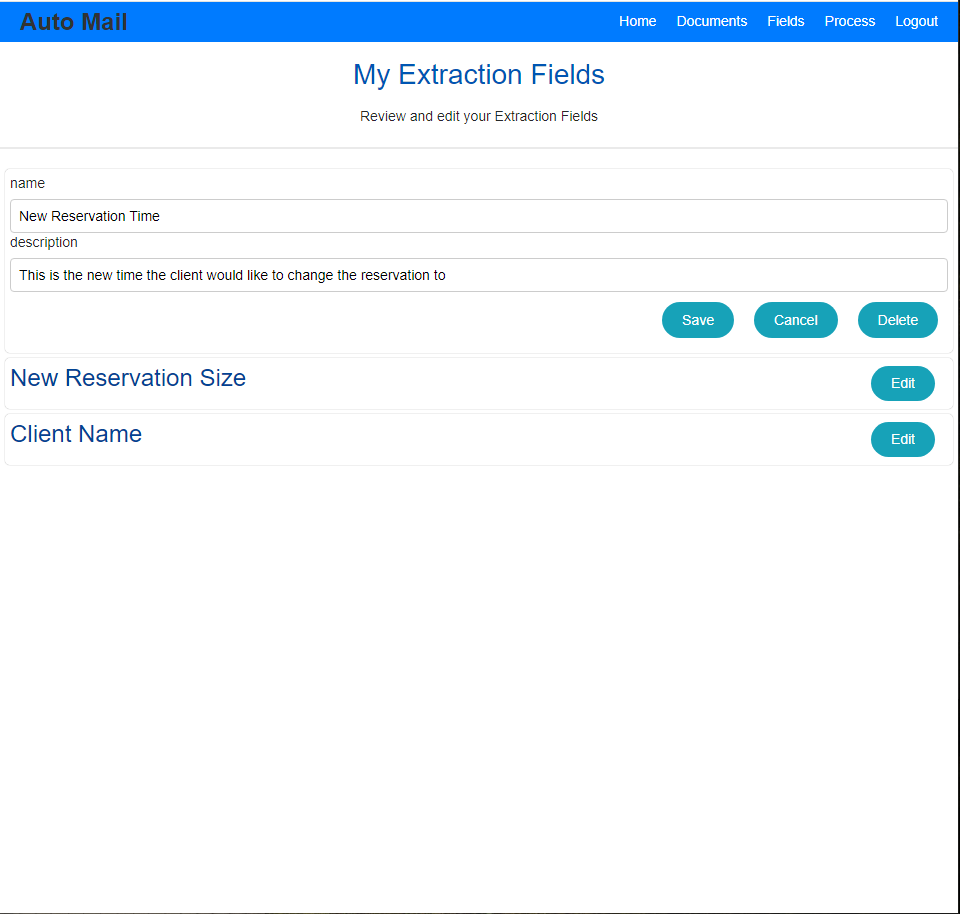 Auto Mail Home Documents Fields Process Logout
My Extraction Fields
Review and edit your Extraction Fields
name
New Reservation Time
description
This is the new time the client would like to change the reservation to
Save Cancel Delete
New Reservation Size Edit
Client Name Edit